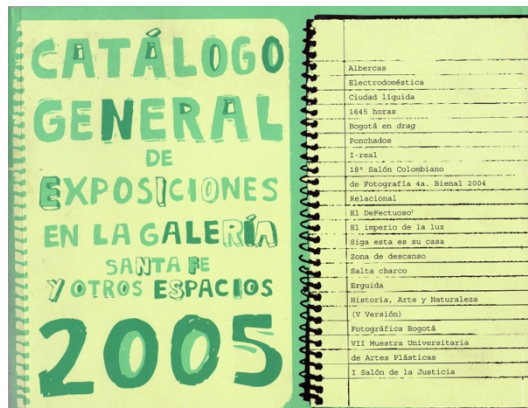 CATÁLOGO
GENERAL
DE
EXPOSICIONES
EN LA GALERÍA
SANTA FE
Y OTROS ESPACIOS
2005
Albercas
Electrodoméstica
Ciudad líquida
1645 horas
Bogotá en drag
Ponchados
I-real
18º Salón Colombiano
de Fotografía 4a. Bienal 2004
Relacional
El DeFectuoso¹
El imperio de la luz
Siga esta es su casa
Zona de descanso
Salta charco
Erguida
Historia, Arte y Naturaleza
(V Versión)
Fotográfica Bogotá
VII Muestra Universitaria
de Artes Plásticas
I Salón de la Justicia